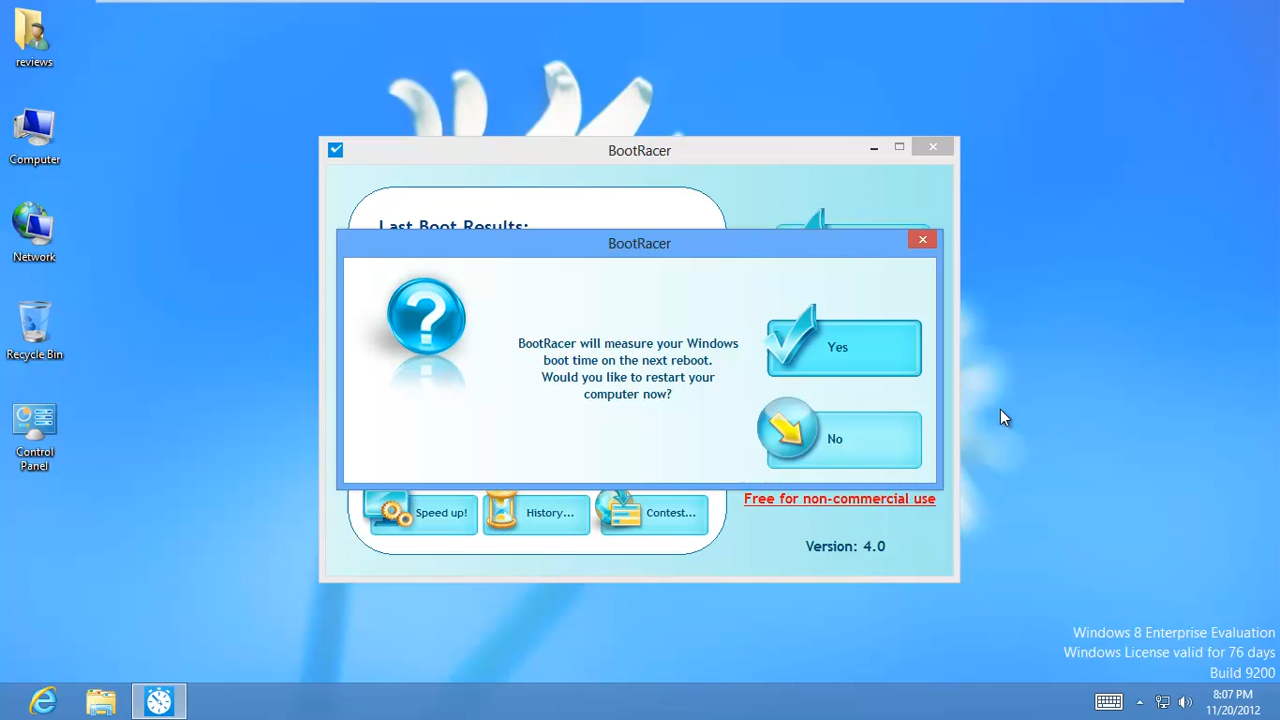 reviews
Computer
Network
Recycle Bin
Control
Panel
BootRacer
Last Boot Results:
BootRacer
BootRacer will measure your Windows
boot time on the next reboot.
Would you like to restart your
computer now?
Yes
No
Speed up!
History...
Contest...
Free for non-commercial use
Version: 4.0
Windows 8 Enterprise Evaluation
Windows License valid for 76 days
Build 9200
8:07 PM
11/20/2012